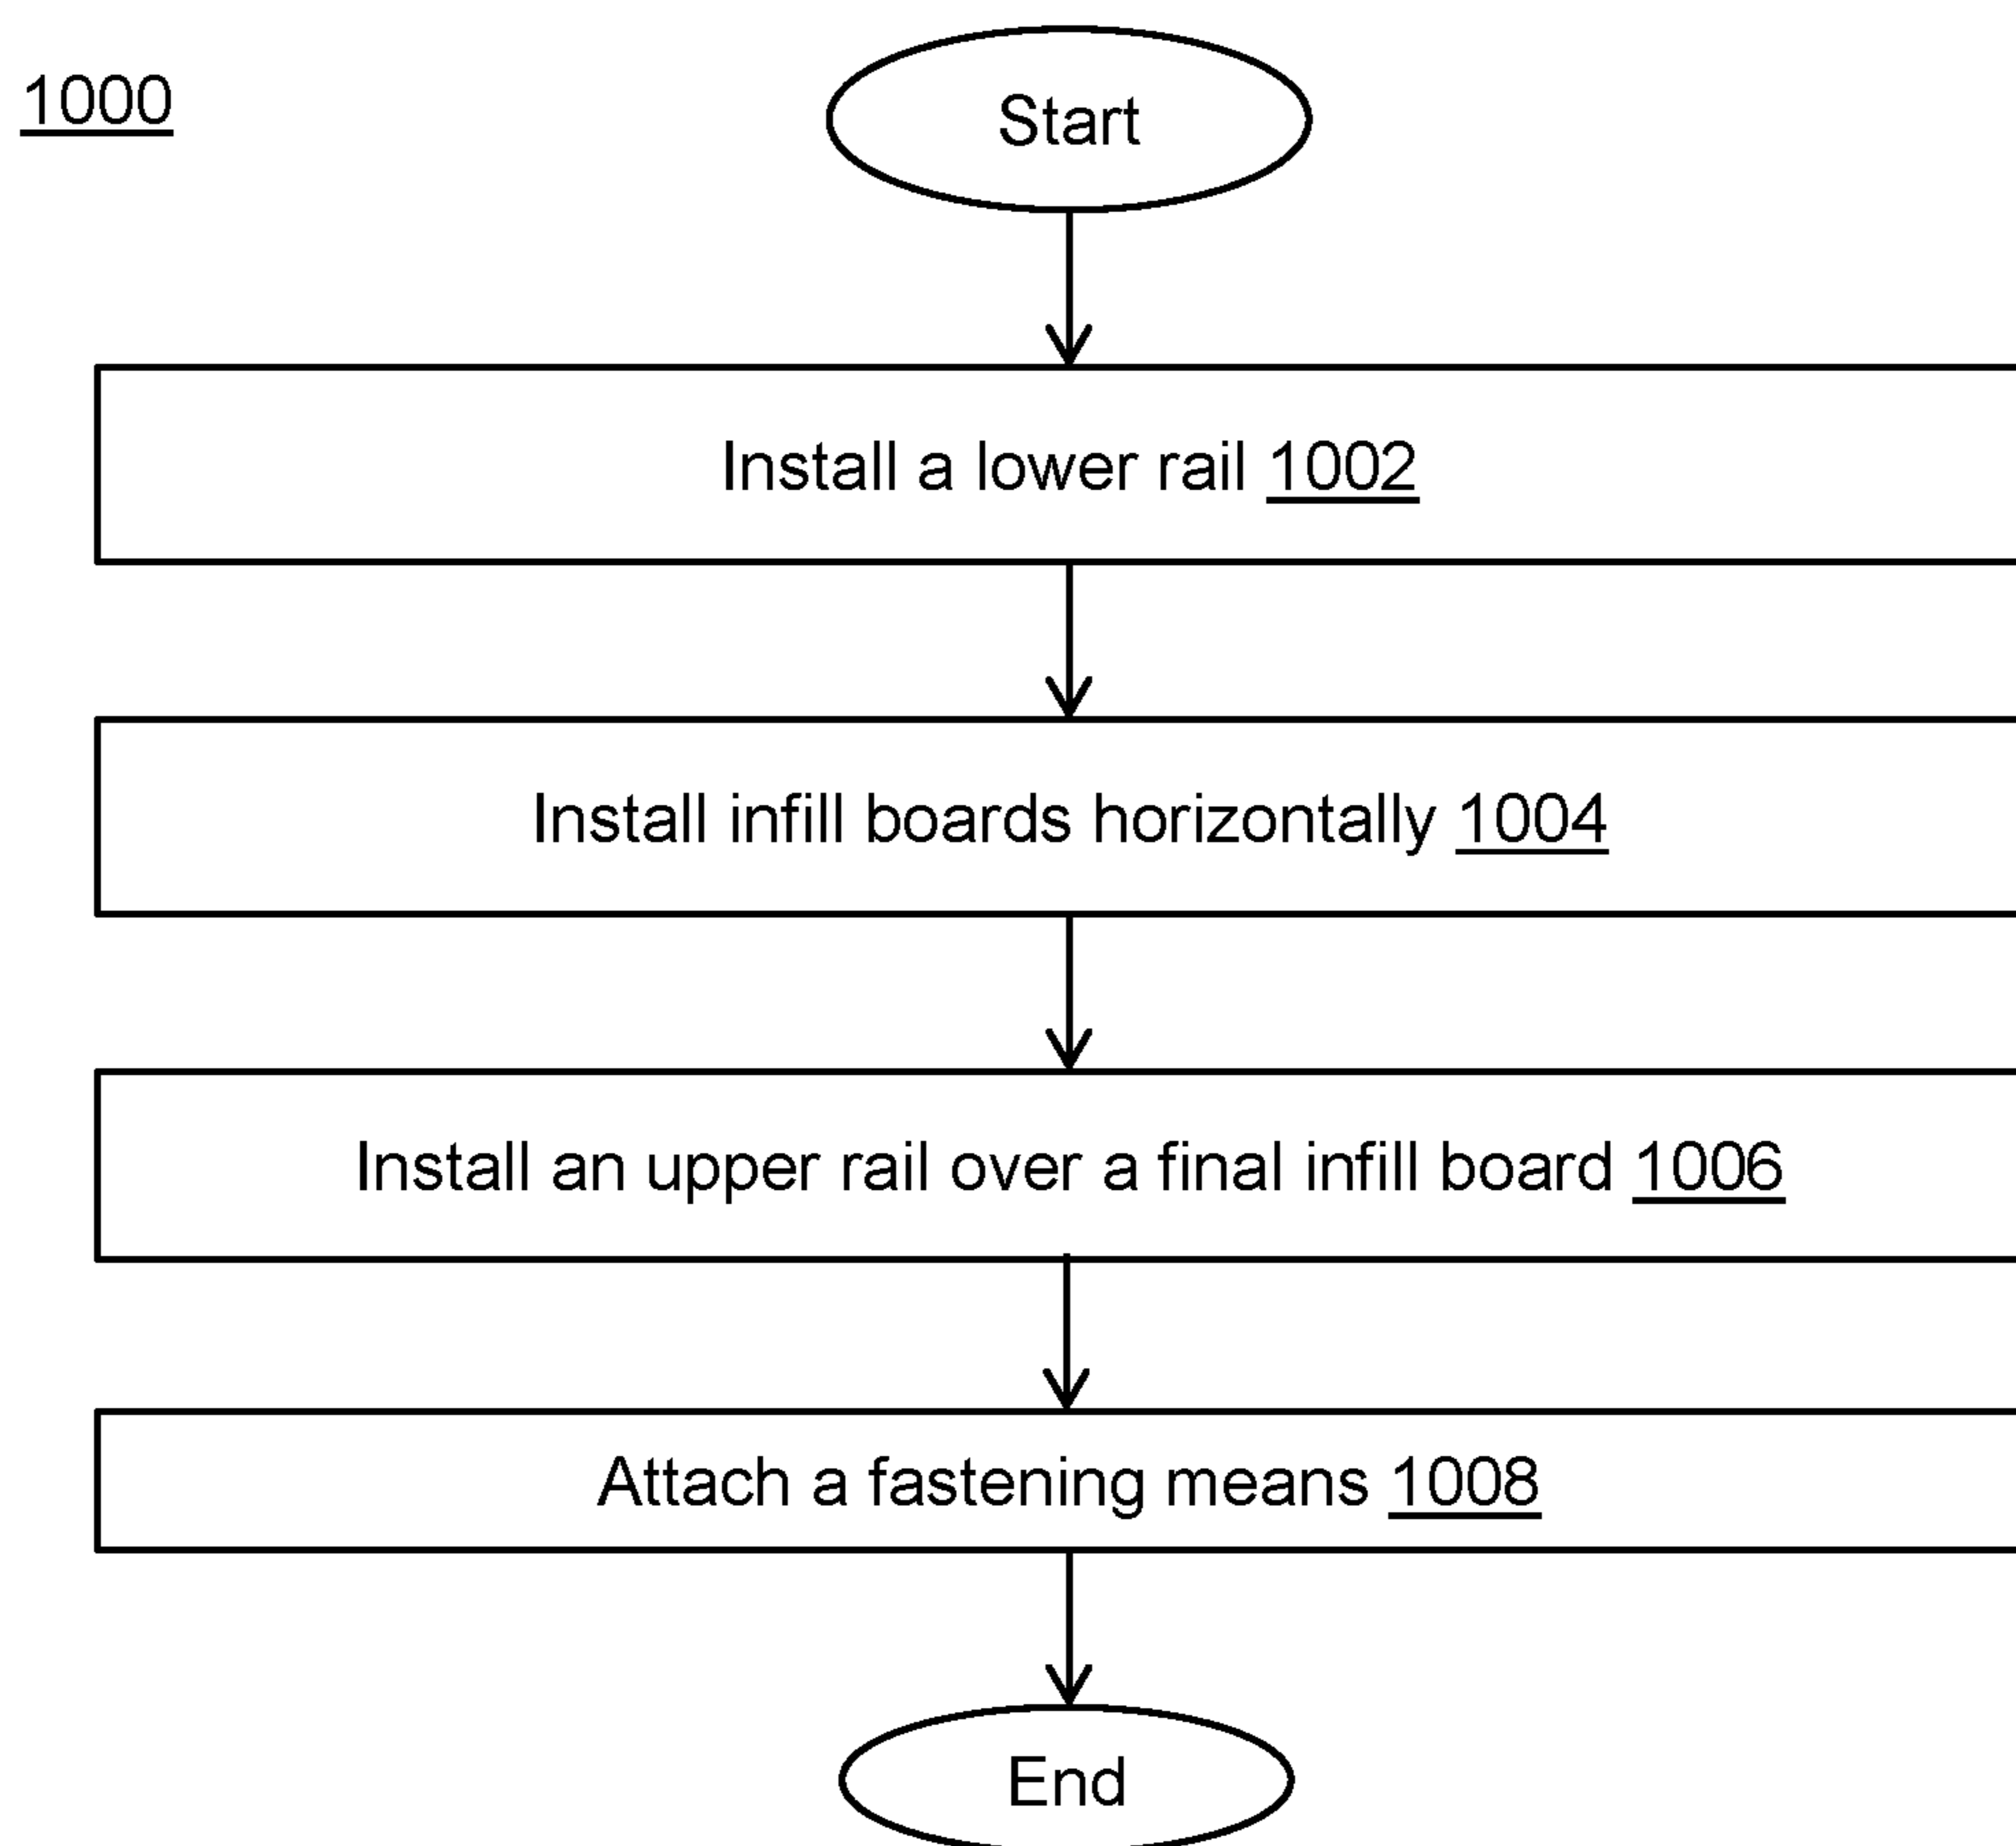 1000
Start
Install a lower rail 1002
Install infill boards horizontally 1004
Install an upper rail over a final infill board 1006
Attach a fastening means 1008
End